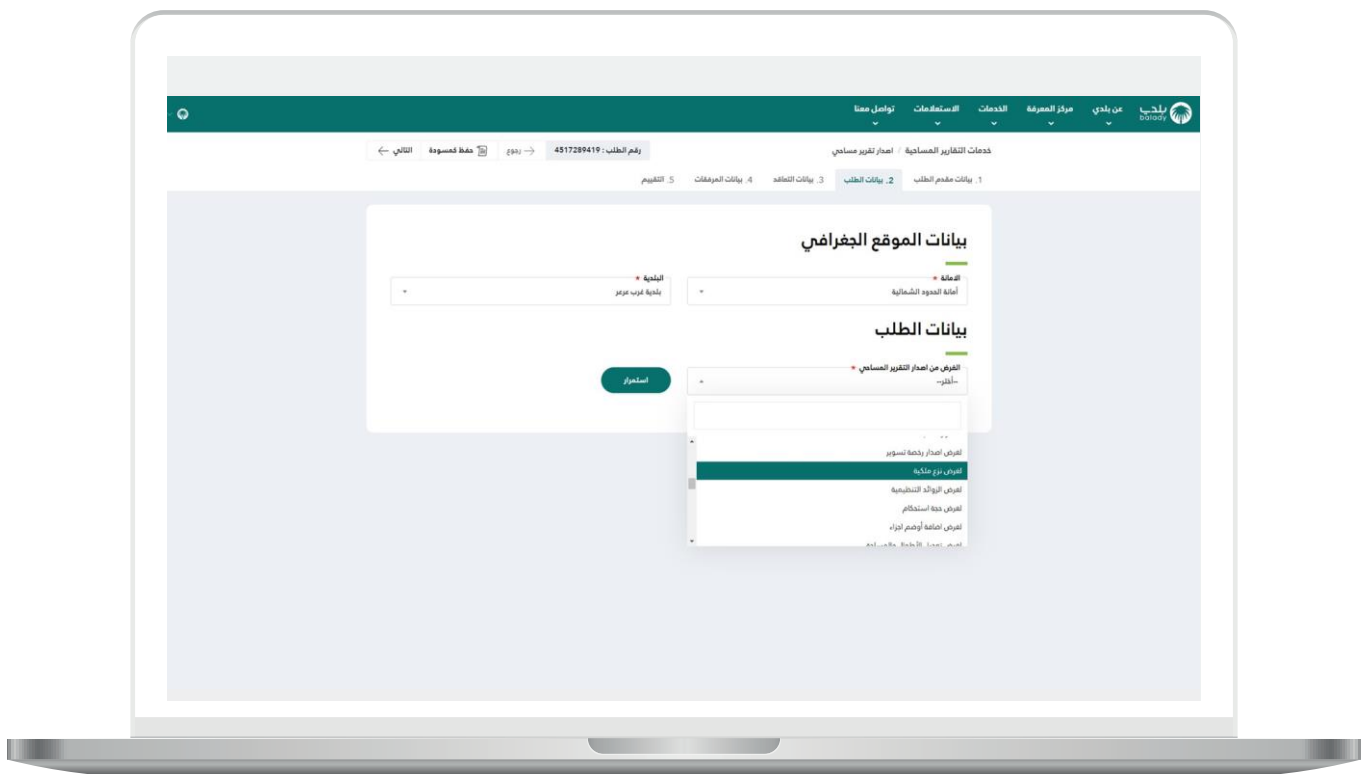 بلدي
balady
عن بلدي
مركز المعرفة
الخدمات
الاستعلامات
تواصل معنا
خدمات التقارير المساحية / اصدار تقرير مساحي
رقم الطلب : 4517289419
رجوع
حفظ كمسودة
التالي
1. بيانات مقدم الطلب
2. بيانات الطلب
3. بيانات التعاقد
4. بيانات المرفقات
5. التقييم
بيانات الموقع الجغرافي
الامانة *
أمانة الحدود الشمالية
البلدية *
بلدية غرب عرعر
بيانات الطلب
الغرض من اصدار التقرير المساحي *
--أختر--
استمرار
لغرض اصدار رخصة تسوير
لغرض نزع ملكية
لغرض الزوائد التنظيمية
لغرض حجة استحكام
لغرض اضافة أوضم اجزاء